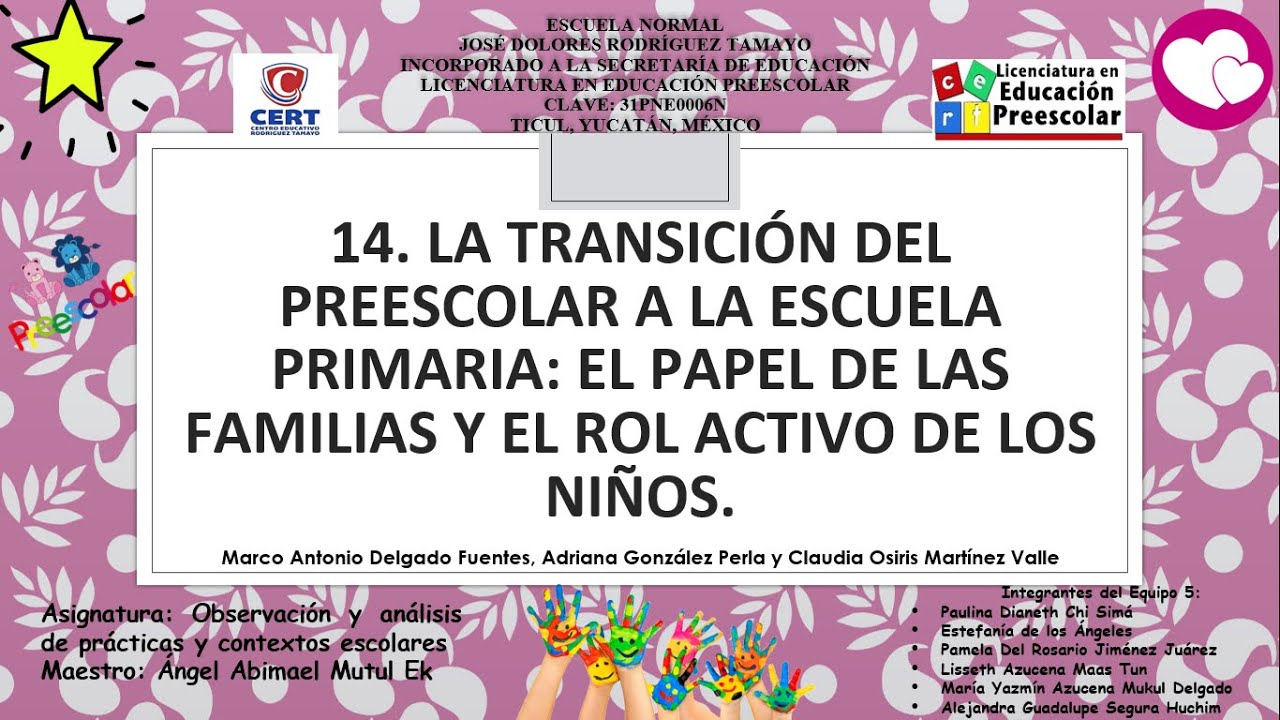 ESCUELA NORMAL
JOSÉ DOLORES RODRÍGUEZ TAMAYO
INCORPORADO A LA SECRETARÍA DE EDUCACIÓN
LICENCIATURA EN EDUCACIÓN PREESCOLAR
CLAVE: 31PNE0006N
TICUL, YUCATÁN, MÉXICO
CERT
CENTRO EDUCATIVO
RODRÍGUEZ TAMAYO
c e r t
Licenciatura en
Educación
Preescolar
Preescolar
14. LA TRANSICIÓN DEL
PREESCOLAR A LA ESCUELA
PRIMARIA: EL PAPEL DE LAS
FAMILIAS Y EL ROL ACTIVO DE LOS
NIÑOS.
Marco Antonio Delgado Fuentes, Adriana González Perla y Claudia Osiris Martínez Valle
Asignatura: Observación y análisis
de prácticas y contextos escolares
Maestro: Ángel Abimael Mutul Ek
Integrantes del Equipo 5:
• Paulina Dianeth Chi Simá
• Estefanía de los Ángeles
• Pamela Del Rosario Jiménez Juárez
• Lisseth Azucena Maas Tun
• María Yazmín Azucena Mukul Delgado
• Alejandra Guadalupe Segura Huchim